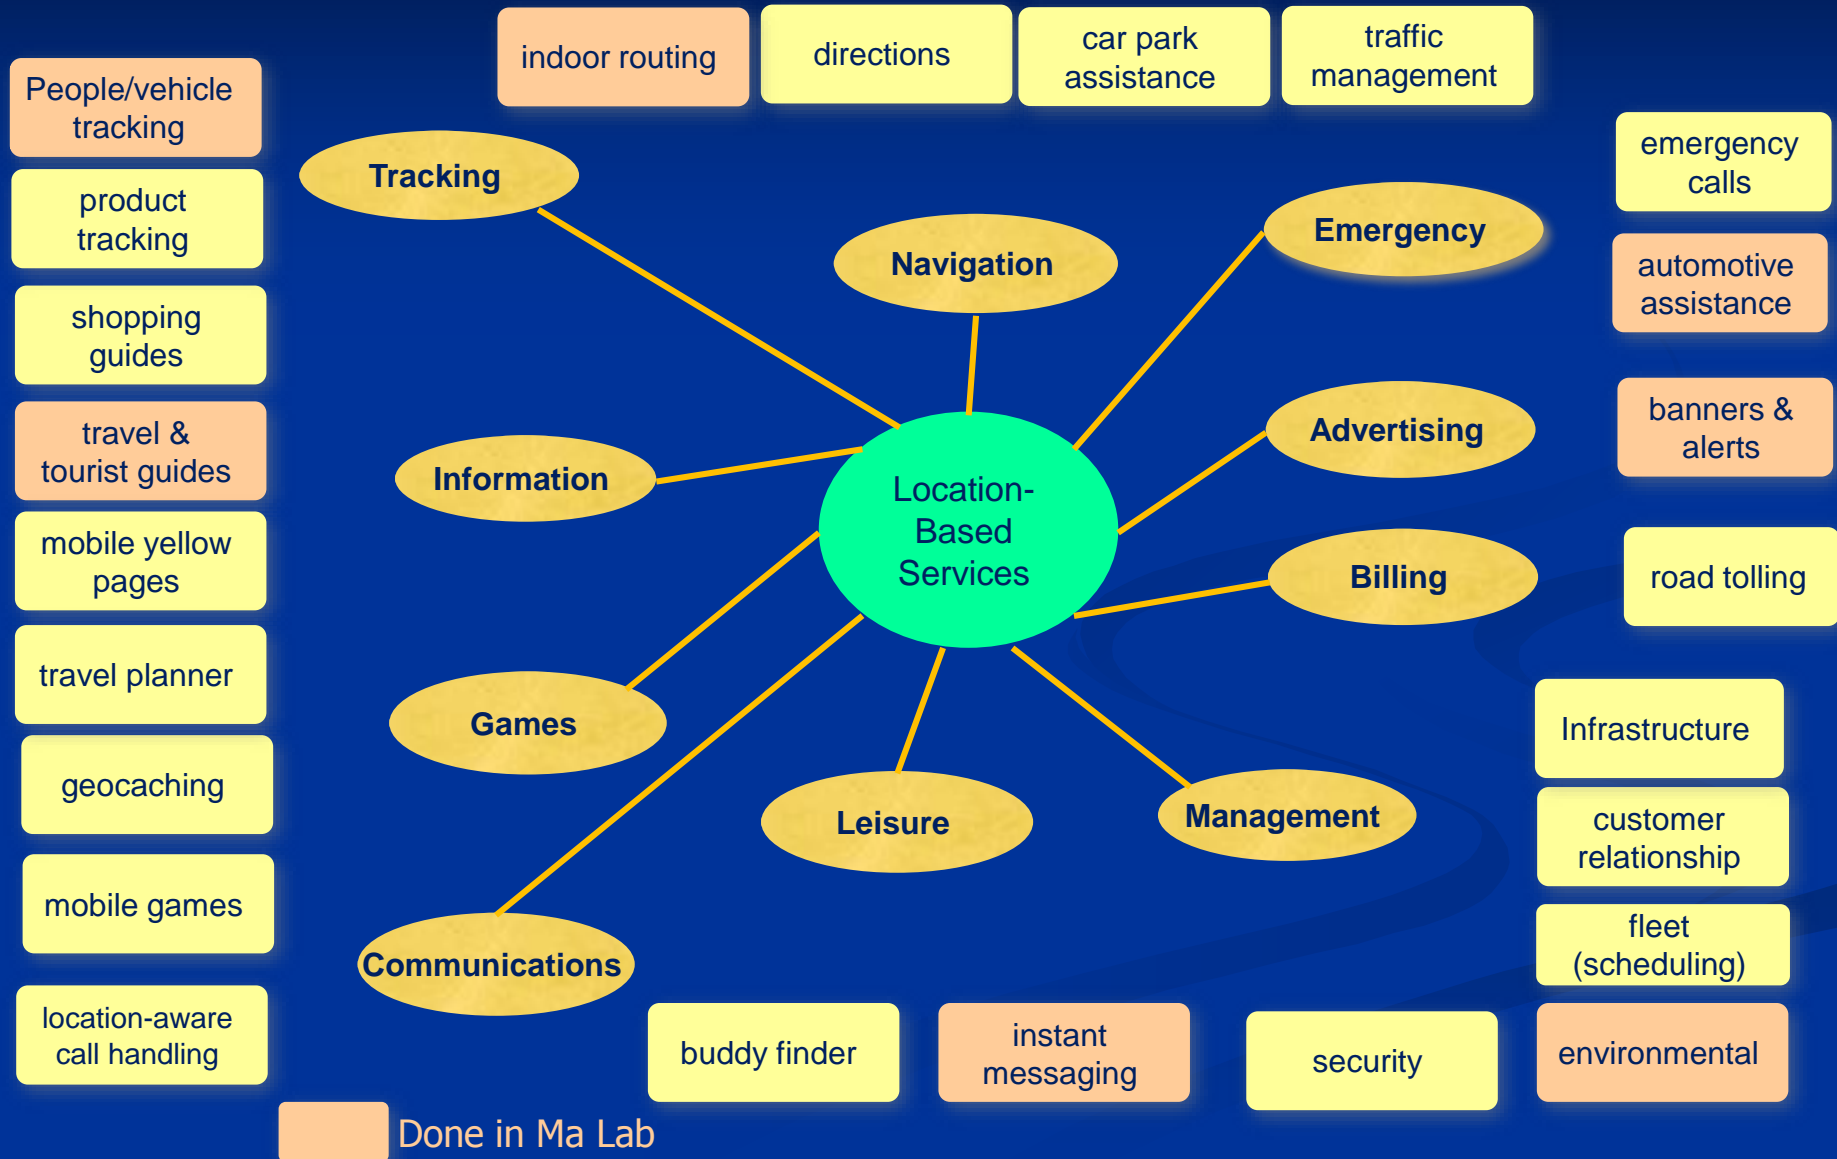 indoor routing
directions
car park
assistance
traffic
management
People/vehicle
tracking
product
tracking
shopping
guides
travel &
tourist guides
mobile yellow
pages
travel planner
geocaching
mobile games
location-aware
call handling
Tracking
Navigation
Emergency
Information
Advertising
Location-
Based
Services
Billing
Games
Leisure
Management
Communications
emergency
calls
automotive
assistance
banners &
alerts
road tolling
Infrastructure
customer
relationship
fleet
(scheduling)
buddy finder
instant
messaging
security
environmental
Done in Ma Lab